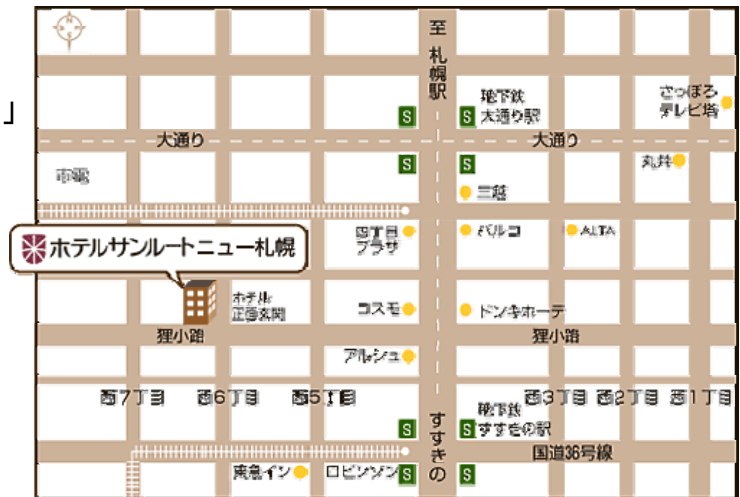 至
札
幌
駅
」
地下鉄
大通り駅
さっぽろ
テレビ塔
S
S
大通り
大通り
S
S
丸井
市電
三越
四丁目
プラザ
パルコ
ALTA
ホテルサンルートニュー札幌
ホテル
正面玄関
コスモ
ドンキホーテ
狸小路
狸小路
アルシュ
西7丁目
西6丁目
西5丁目
西3丁目
西2丁目
西1丁目
地下鉄
すすきの駅
S
S
す
す
き
の
国道36号線
東急イン
ロビンソン
S
S